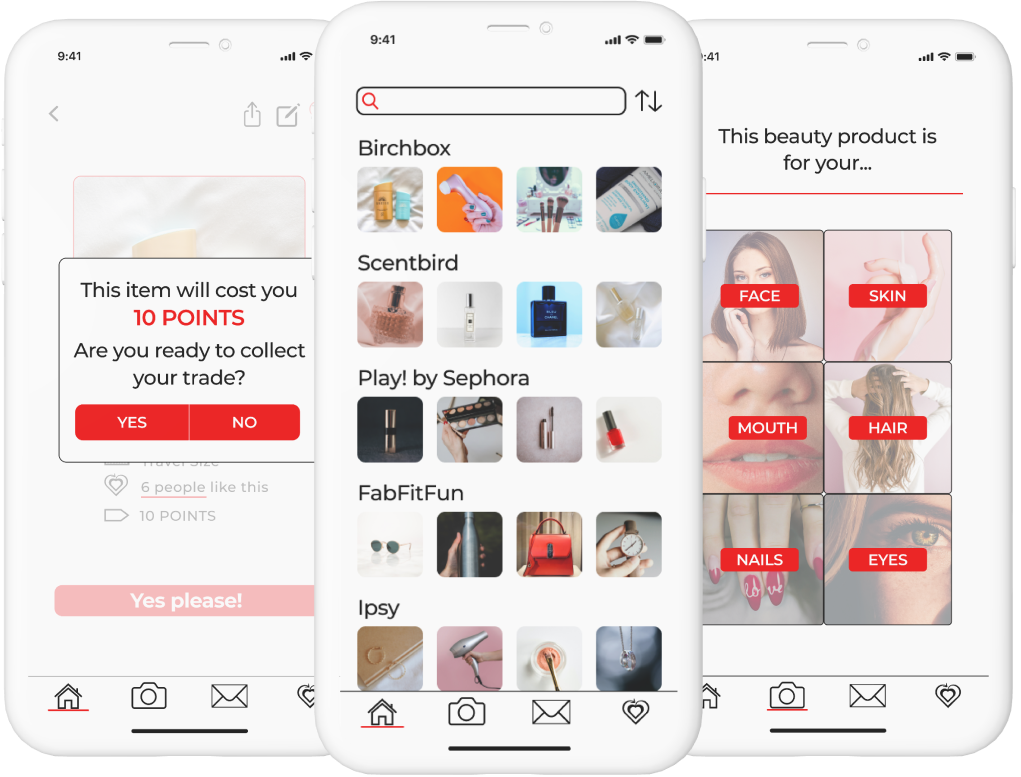 9:41
This item will cost you
10 POINTS
Are you ready to collect
your trade?
YES
NO
Travel Size
6 people like this
10 POINTS
Yes please!
9:41
Birchbox
Scentbird
Play! by Sephora
FabFitFun
Ipsy
:41
This beauty product is
for your...
FACE
SKIN
MOUTH
HAIR
NAILS
EYES